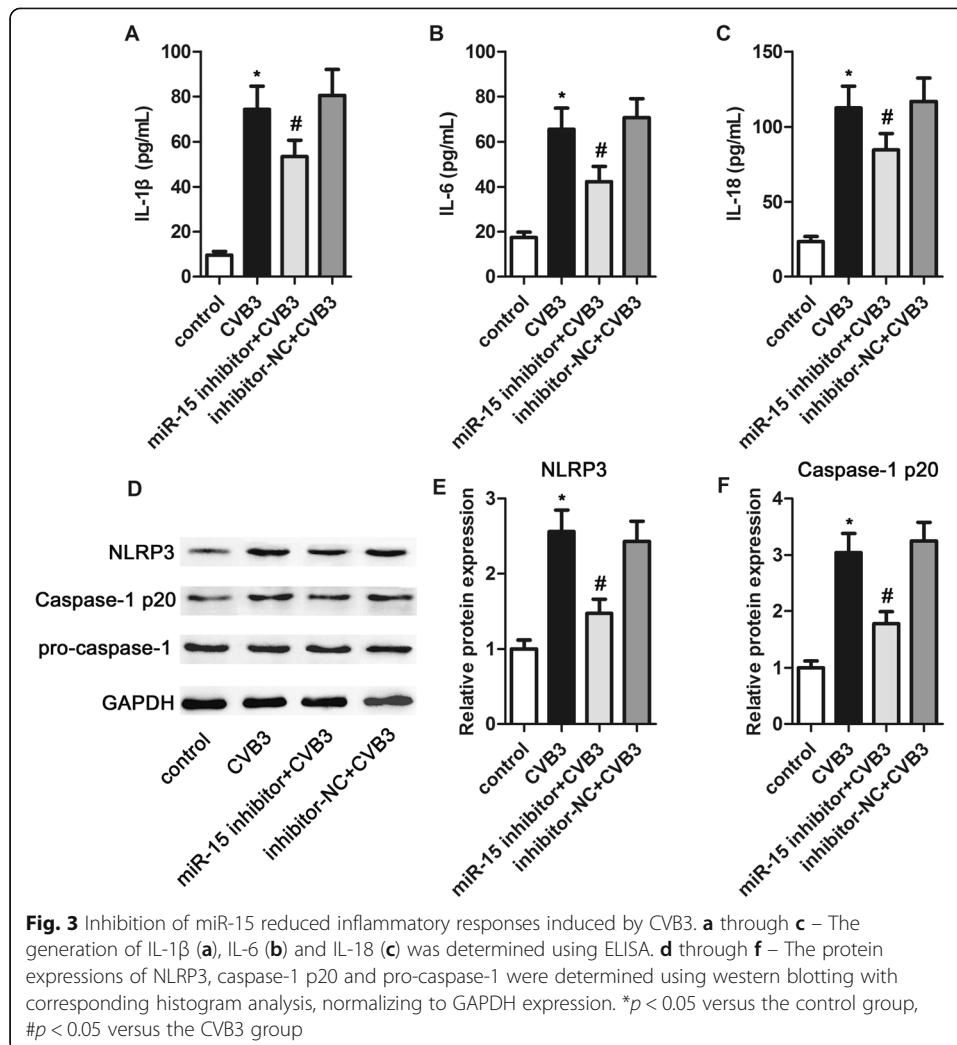 A
IL-1β (pg/mL)
100
80
60
40
20
0
*
#
control
CVB3
miR-15 inhibitor+CVB3
inhibitor-NC+CVB3
B
IL-6 (pg/mL)
100
80
60
40
20
0
*
#
control
CVB3
miR-15 inhibitor+CVB3
inhibitor-NC+CVB3
C
IL-18 (pg/mL)
150
100
50
0
*
#
control
CVB3
miR-15 inhibitor+CVB3
inhibitor-NC+CVB3
D
NLRP3
Caspase-1 p20
pro-caspase-1
GAPDH
control
CVB3
miR-15 inhibitor+CVB3
inhibitor-NC+CVB3
E
NLRP3
Relative protein expression
3
2
1
0
*
#
control
CVB3
miR-15 inhibitor+CVB3
inhibitor-NC+CVB3
F
Caspase-1 p20
Relative protein expression
4
3
2
1
0
*
#
control
CVB3
miR-15 inhibitor+CVB3
inhibitor-NC+CVB3
Fig. 3 Inhibition of miR-15 reduced inflammatory responses induced by CVB3. a through c – The
generation of IL-1β (a), IL-6 (b) and IL-18 (c) was determined using ELISA. d through f – The protein
expressions of NLRP3, caspase-1 p20 and pro-caspase-1 were determined using western blotting with
corresponding histogram analysis, normalizing to GAPDH expression. *p < 0.05 versus the control group,
#p < 0.05 versus the CVB3 group